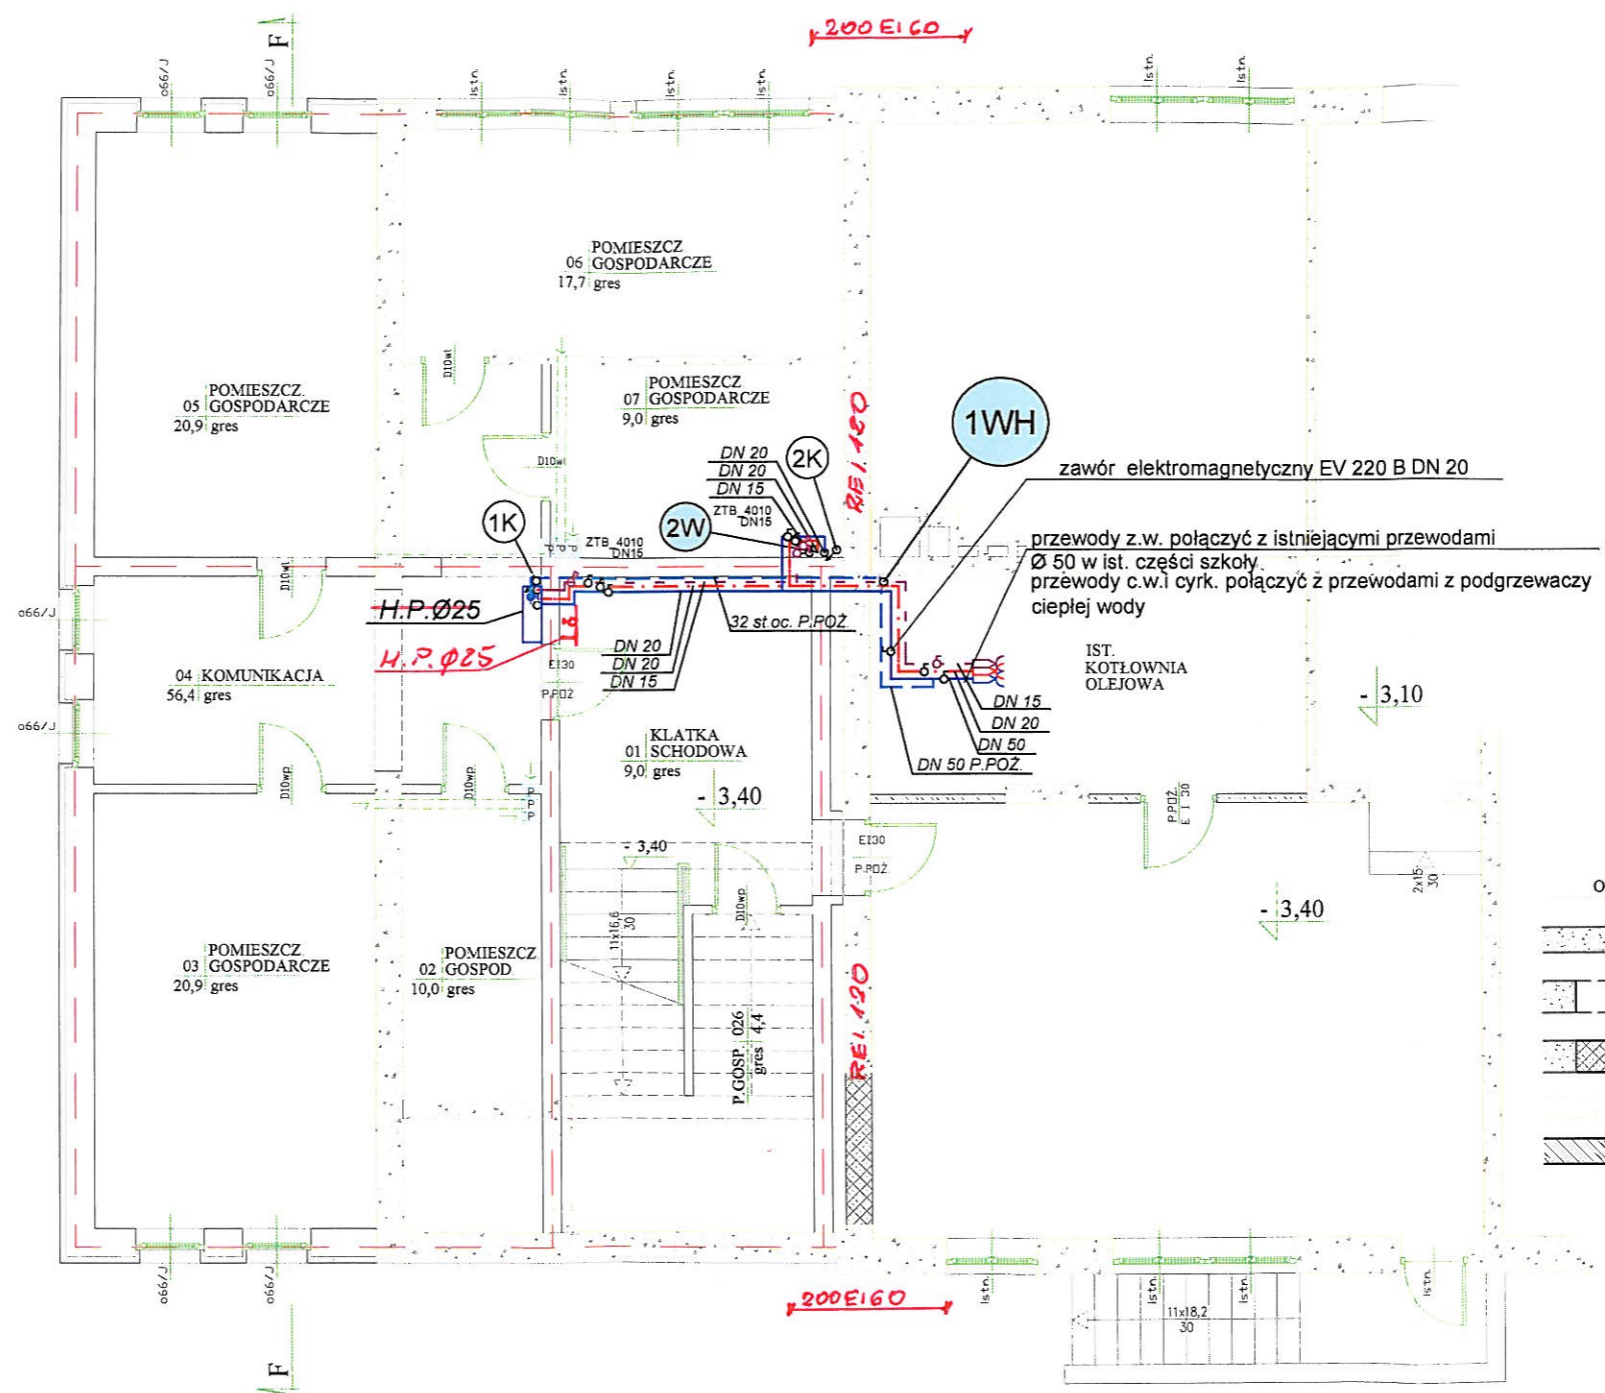 200 EI 60
F
o66/J
o66/J
Istn.
Istn.
Istn.
Istn.
Istn.
Istn.
POMIESZCZ
06 GOSPODARCZE
17,7 gres
D10wl
POMIESZCZ.
05 GOSPODARCZE
20,9 gres
POMIESZCZ
07 GOSPODARCZE
9,0 gres
D10wl
REI. 120
1WH
DN 20
DN 20
DN 15
2K
zawór elektromagnetyczny EV 220 B DN 20
1K
ZTB_4010
DN15
2W
ZTB_4010
DN15
P P P
przewody z.w. połączyć z istniejącymi przewodami
Ø 50 w ist. części szkoły
przewody c.w.i cyrk. połączyć z przewodami z podgrzewaczy
ciepłej wody
D10wl
o66/J
H.P.Ø25
32 st.oc. P.POŻ.
H.P. Ø25
DN 20
DN 20
DN 15
EI30
P.POŻ
IST.
KOTŁOWNIA
OLEJOWA
04 KOMUNIKACJA
56,4 gres
- 3,10
DN 15
DN 20
DN 50
DN 50 P.POŻ.
o66/J
KLATKA
01 SCHODOWA
9,0 gres
D10wp
D10wp
P
P
P
- 3,40
P.POŻ
E I 30
- 3,40
EI30
P.POŻ
2x15
30
O
D10wp
- 3,40
11x16,6
30
POMIESZCZ
03 GOSPODARCZE
20,9 gres
POMIESZCZ
02 GOSPOD.
10,0 gres
REI. 120
P.GOSP. 026
gres 4,4
o66/J
o66/J
Istn.
Istn.
Istn.
Istn.
200 EI 60
11x18,2
30
F